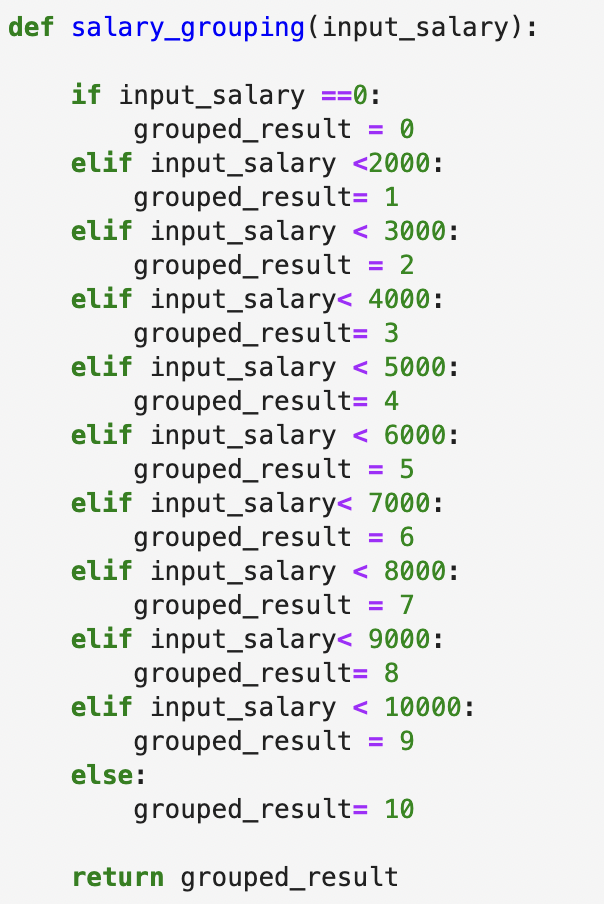 def salary_grouping(input_salary):
    if input_salary ==0:
        grouped_result = 0
    elif input_salary <2000:
        grouped_result= 1
    elif input_salary < 3000:
        grouped_result = 2
    elif input_salary< 4000:
        grouped_result= 3
    elif input_salary < 5000:
        grouped_result= 4
    elif input_salary < 6000:
        grouped_result = 5
    elif input_salary< 7000:
        grouped_result = 6
    elif input_salary < 8000:
        grouped_result = 7
    elif input_salary< 9000:
        grouped_result= 8
    elif input_salary < 10000:
        grouped_result = 9
    else:
        grouped_result= 10
    return grouped_result